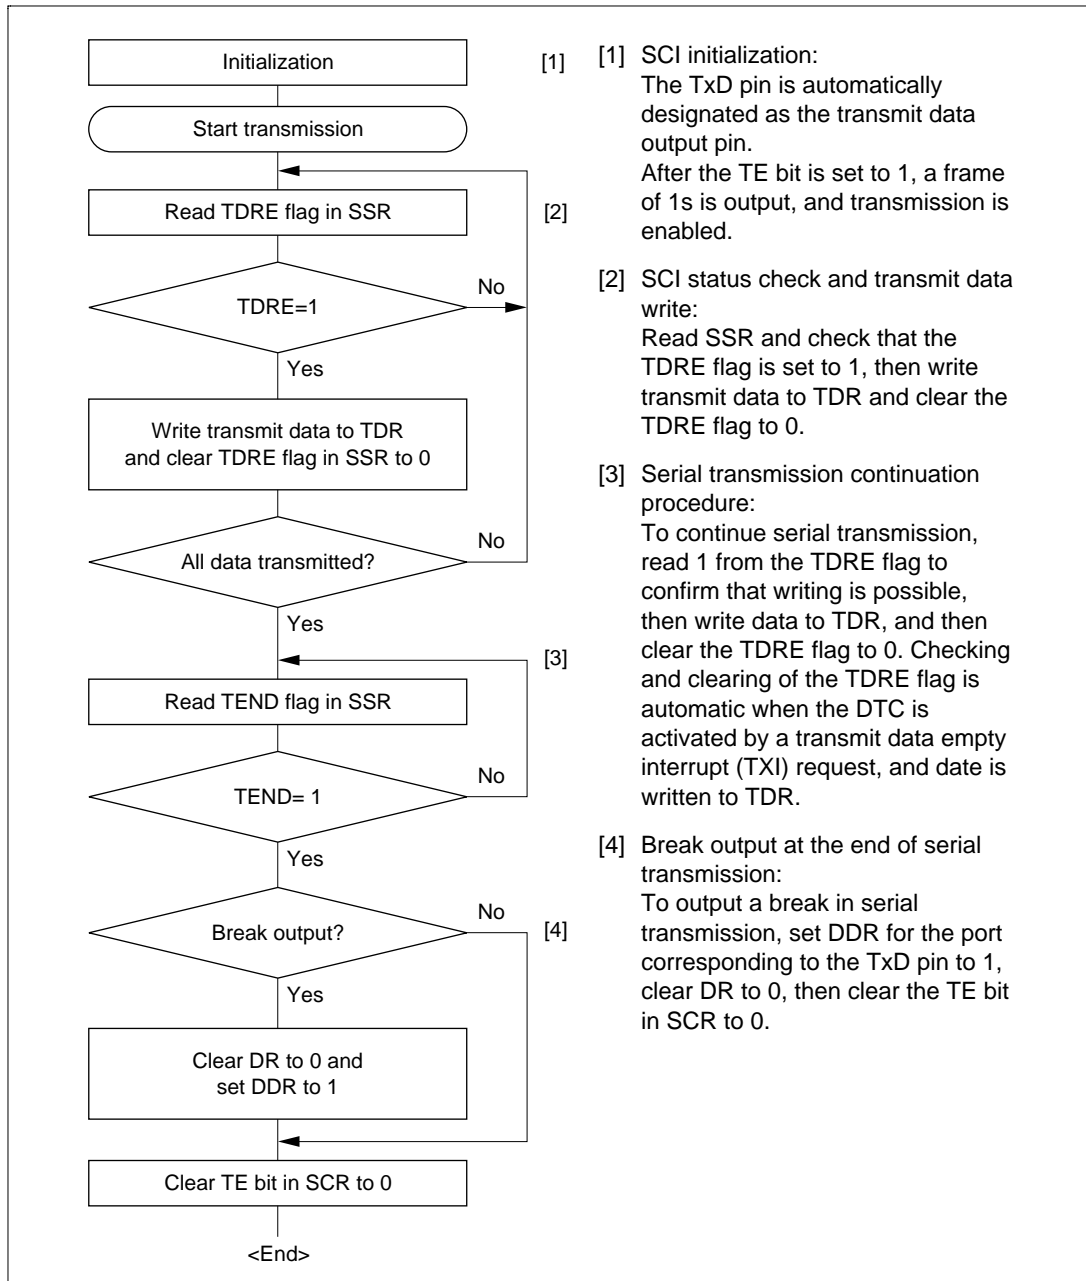 Initialization
[1]
Start transmission
Read TDRE flag in SSR
[2]
TDRE=1
No
Yes
Write transmit data to TDR
and clear TDRE flag in SSR to 0
All data transmitted?
No
Yes
[3]
Read TEND flag in SSR
TEND= 1
No
Yes
Break output?
No
[4]
Yes
Clear DR to 0 and
set DDR to 1
Clear TE bit in SCR to 0
<End>
[1] SCI initialization:
The TxD pin is automatically
designated as the transmit data
output pin.
After the TE bit is set to 1, a frame
of 1s is output, and transmission is
enabled.
[2] SCI status check and transmit data
write:
Read SSR and check that the
TDRE flag is set to 1, then write
transmit data to TDR and clear the
TDRE flag to 0.
[3] Serial transmission continuation
procedure:
To continue serial transmission,
read 1 from the TDRE flag to
confirm that writing is possible,
then write data to TDR, and then
clear the TDRE flag to 0. Checking
and clearing of the TDRE flag is
automatic when the DTC is
activated by a transmit data empty
interrupt (TXI) request, and date is
written to TDR.
[4] Break output at the end of serial
transmission:
To output a break in serial
transmission, set DDR for the port
corresponding to the TxD pin to 1,
clear DR to 0, then clear the TE bit
in SCR to 0.